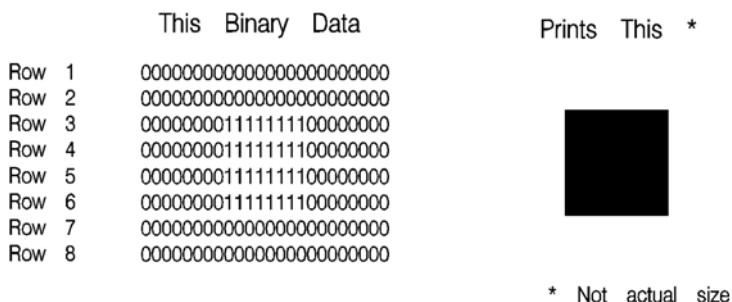 This Binary Data
Prints This *
Row 1 000000000000000000000000
Row 2 000000000000000000000000
Row 3 000000001111111100000000
Row 4 000000001111111100000000
Row 5 000000001111111100000000
Row 6 000000001111111100000000
Row 7 000000000000000000000000
Row 8 000000000000000000000000
* Not actual size